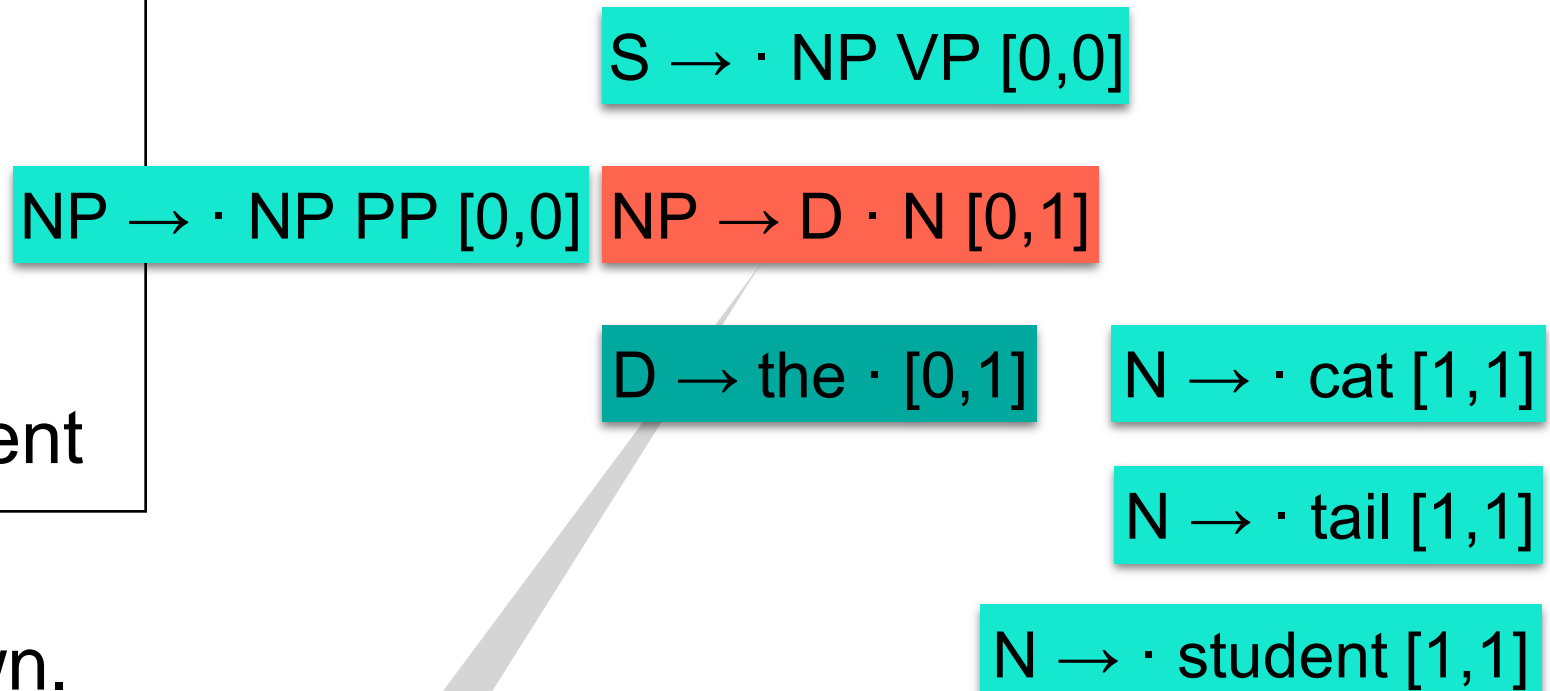 S → · NP VP [0,0]
NP → · NP PP [0,0] NP → D · N [0,1]
D → the · [0,1] N → · cat [1,1]
N → · tail [1,1]
N → · student [1,1]